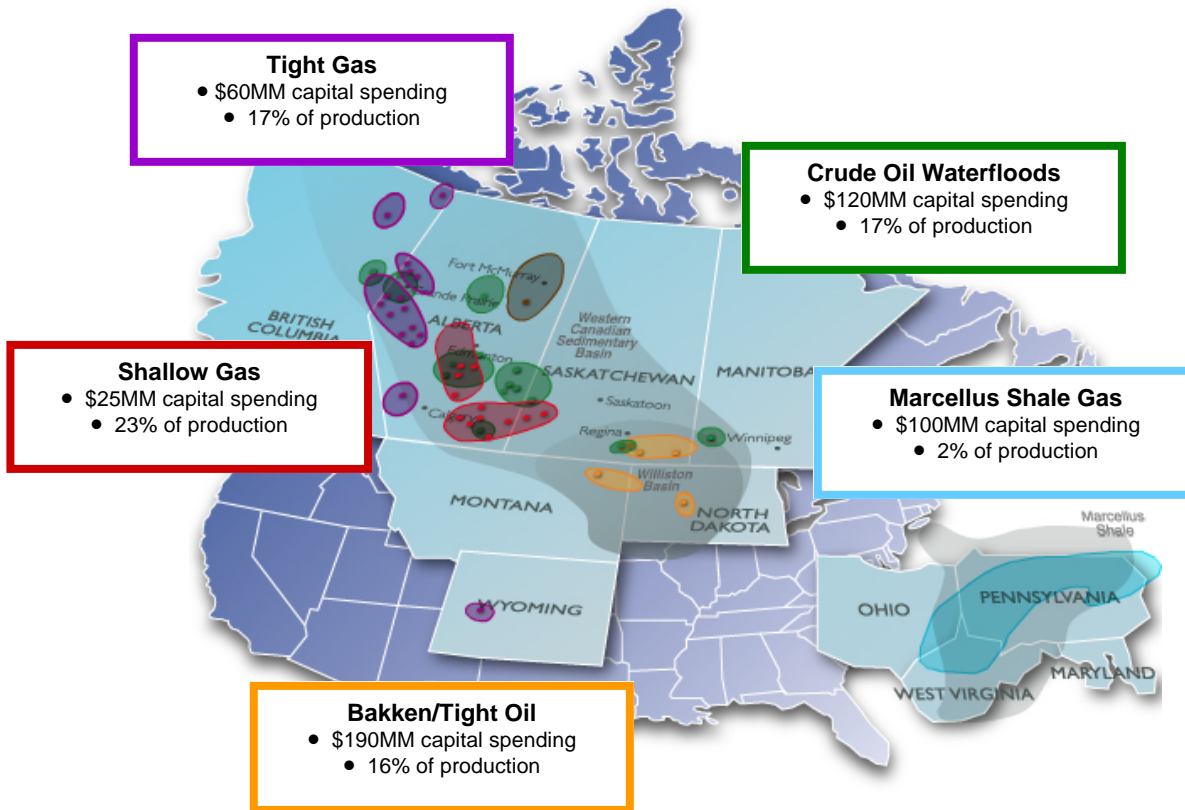 Tight Gas
• $60MM capital spending
• 17% of production
Crude Oil Waterfloods
• $120MM capital spending
• 17% of production
Fort McMurray
Grande Prairie
BRITISH
COLUMBIA
ALBERTA
Western
Canadian
Sedimentary
Basin
Edmonton
SASKATCHEWAN
MANITOBA
Shallow Gas
• $25MM capital spending
• 23% of production
Marcellus Shale Gas
• $100MM capital spending
• 2% of production
Calgary
Saskatoon
Regina
Winnipeg
Williston
Basin
MONTANA
NORTH
DAKOTA
Marcellus
Shale
WYOMING
OHIO
PENNSYLVANIA
MARYLAND
WEST VIRGINIA
Bakken/Tight Oil
• $190MM capital spending
• 16% of production